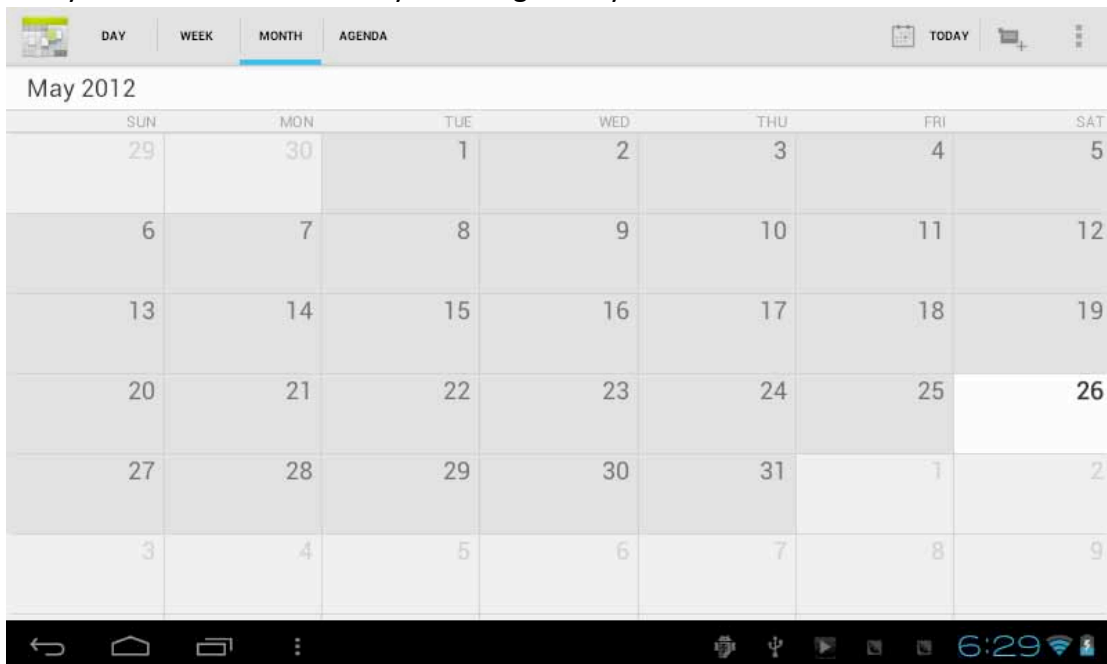 DAY WEEK MONTH AGENDA TODAY
May 2012
SUN MON TUE WED THU FRI SAT
29 30 1 2 3 4 5
6 7 8 9 10 11 12
13 14 15 16 17 18 19
20 21 22 23 24 25 26
27 28 29 30 31 1 2
3 4 5 6 7 8 9
6:29